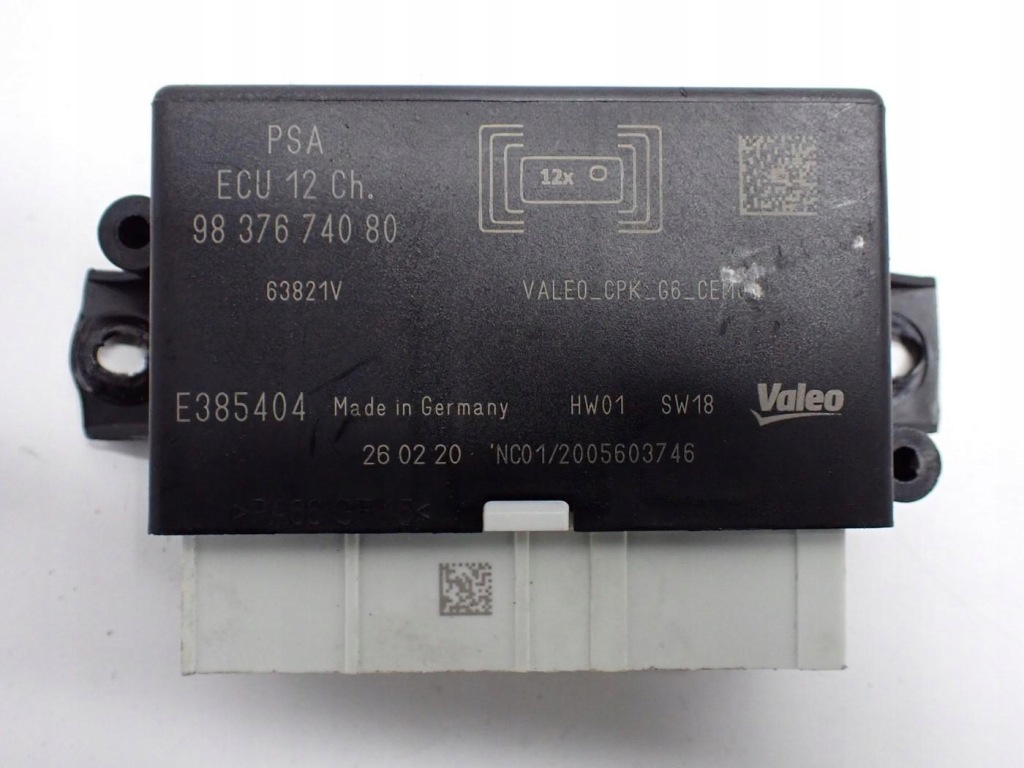 PSA
ECU 12 Ch.
98 376 740 80
12x
63821V
E385404 Made in Germany HW01 SW18 Valeo
26 02 20 'NC01/2005603746